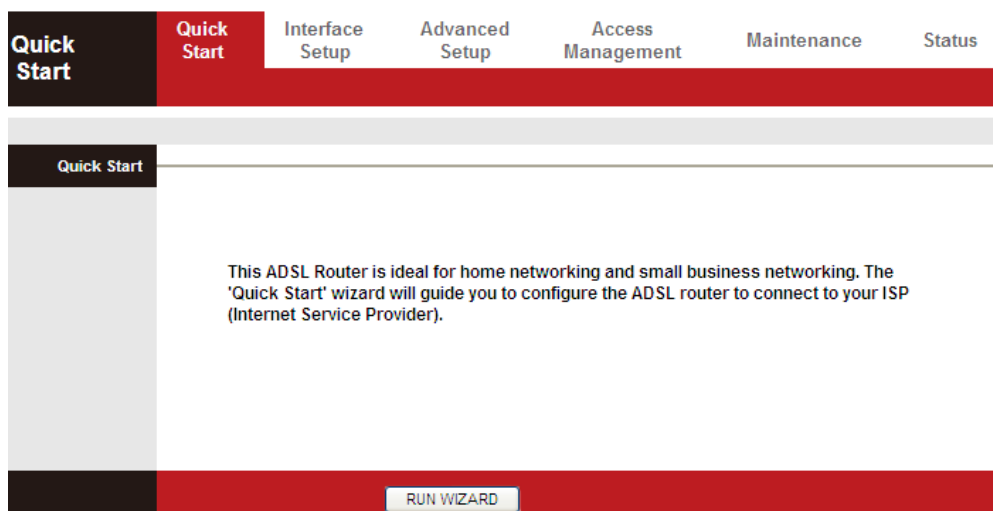 Quick
Start
Quick
Start
Interface
Setup
Advanced
Setup
Access
Management
Maintenance
Status
Quick Start
This ADSL Router is ideal for home networking and small business networking. The
'Quick Start' wizard will guide you to configure the ADSL router to connect to your ISP
(Internet Service Provider).
RUN WIZARD